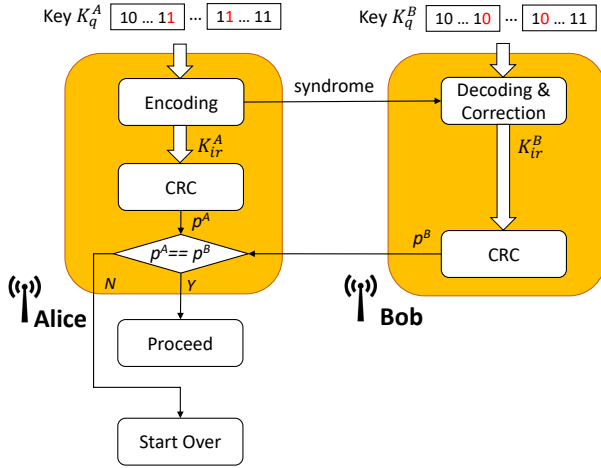 Key K_q^A 10 … 11 … 11 … 11
Key K_q^B 10 … 10 … 10 … 11
Encoding
syndrome
Decoding &
Correction
K_ir^A
K_ir^B
CRC
p^A
p^A== p^B
p^B
CRC
N
Y
Alice
Bob
Proceed
Start Over